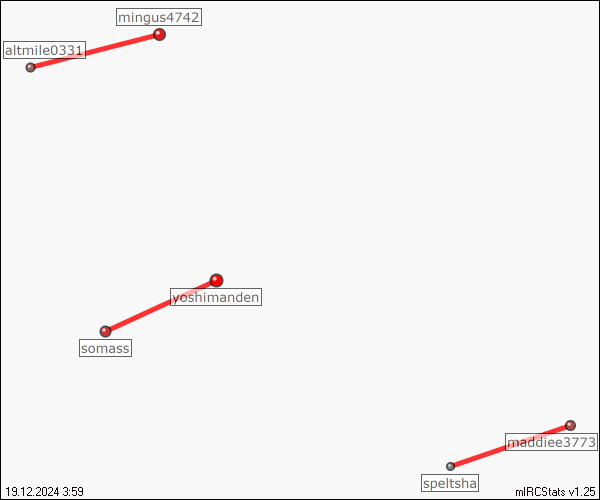 mingus4742
altmile0331
yoshimanden
somass
maddiee3773
speltsha
19.12.2024 3:59
mIRCStats v1.25